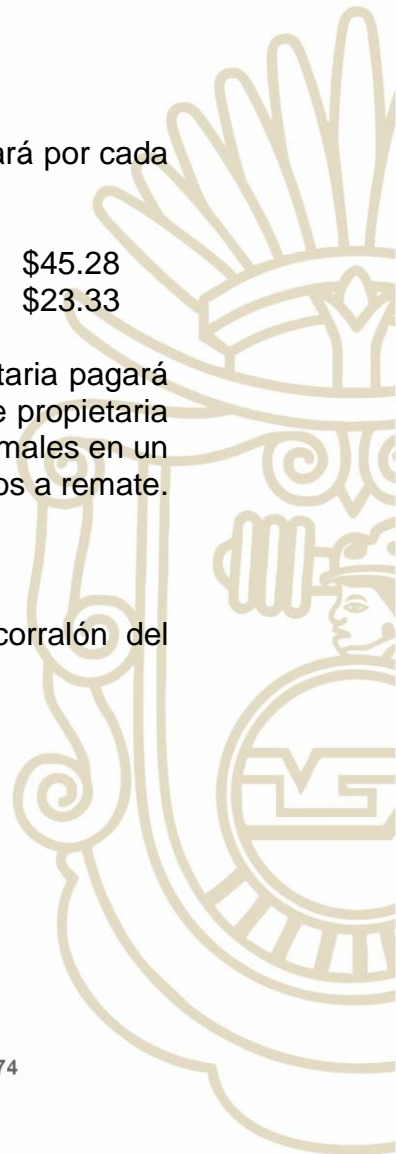 ará por cada
$45.28
$23.33
taria pagará
e propietaria
males en un
os a remate.
corralón del
74